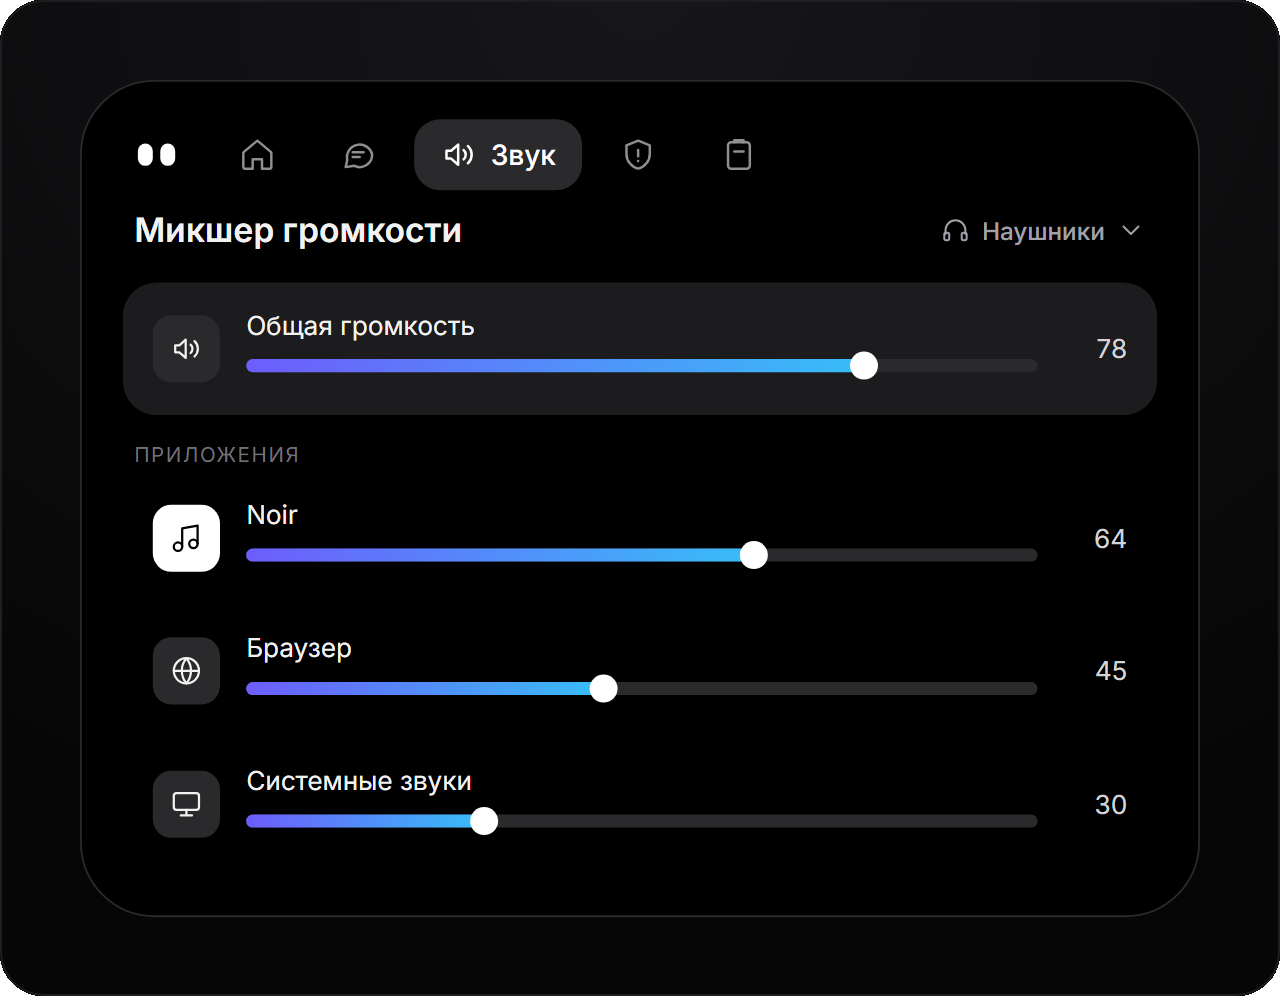 Звук
Микшер громкости
Наушники
Общая громкость
78
ПРИЛОЖЕНИЯ
Noir
64
Браузер
45
Системные звуки
30